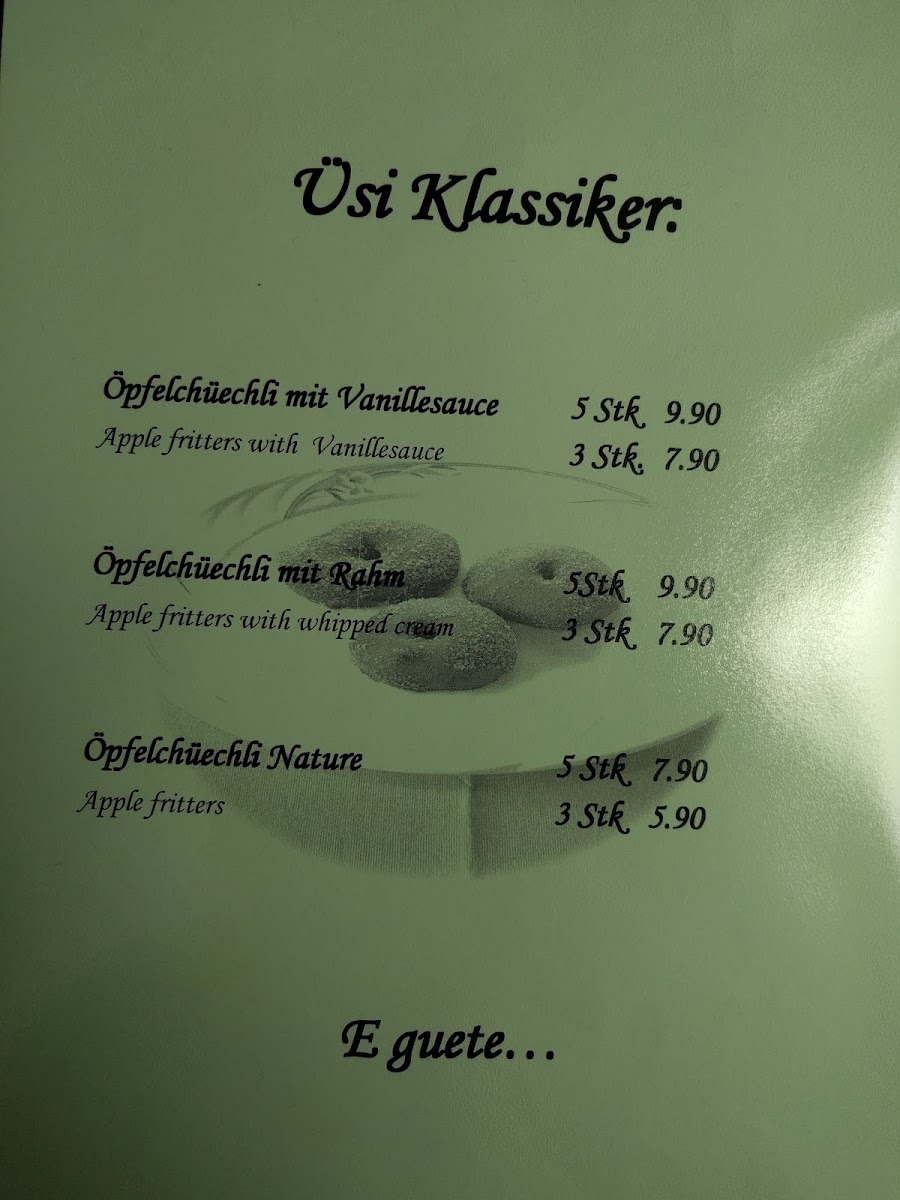 Üsi Klassiker:
Öpfelchüechli mit Vanillesauce 5 Stk. 9.90
Apple fritters with Vanillesauce 3 Stk. 7.90
Öpfelchüechli mit Rahm 5Stk. 9.90
Apple fritters with whipped cream 3 Stk. 7.90
Öpfelchüechli Nature 5 Stk. 7.90
Apple fritters 3 Stk. 5.90
E guete...